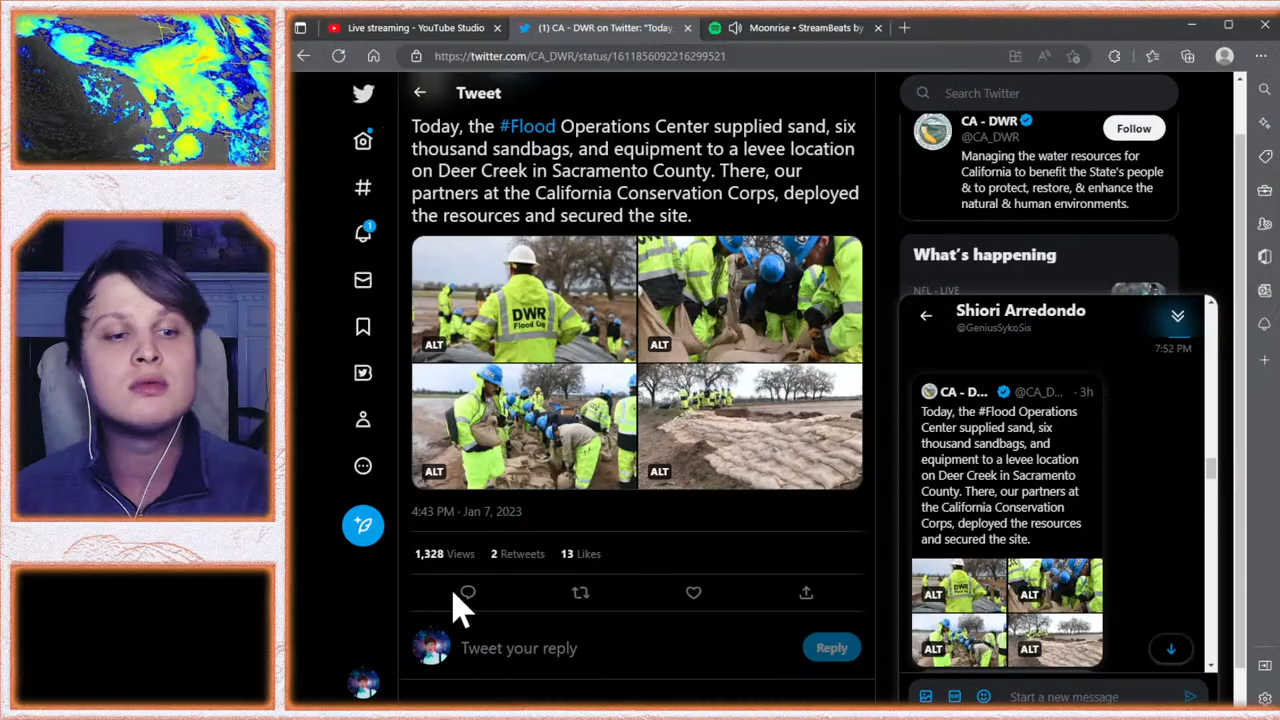 Live streaming - YouTube Studio
(1) CA - DWR on Twitter: "Today,
Moonrise • StreamBeats by
https://twitter.com/CA_DWR/status/1611856092216299521
Tweet
Today, the #Flood Operations Center supplied sand, six
thousand sandbags, and equipment to a levee location
on Deer Creek in Sacramento County. There, our
partners at the California Conservation Corps, deployed
the resources and secured the site.
DWR
Flood
ALT
ALT
ALT
ALT
4:43 PM · Jan 7, 2023
1,328 Views
2 Retweets
13 Likes
Tweet your reply
Reply
1
Search Twitter
CA - DWR
@CA_DWR
Follow
Managing the water resources for
California to benefit the State's people
& to protect, restore, & enhance the
natural & human environments.
What's happening
NFL · LIVE
Shiori Arredondo
@GeniusSykoSis
7:52 PM
CA - D... @CA_D... · 3h
Today, the #Flood Operations
Center supplied sand, six
thousand sandbags, and
equipment to a levee location
on Deer Creek in Sacramento
County. There, our partners at
the California Conservation
Corps, deployed the resources
and secured the site.
ALT
ALT
ALT
ALT
GIF
Start a new message